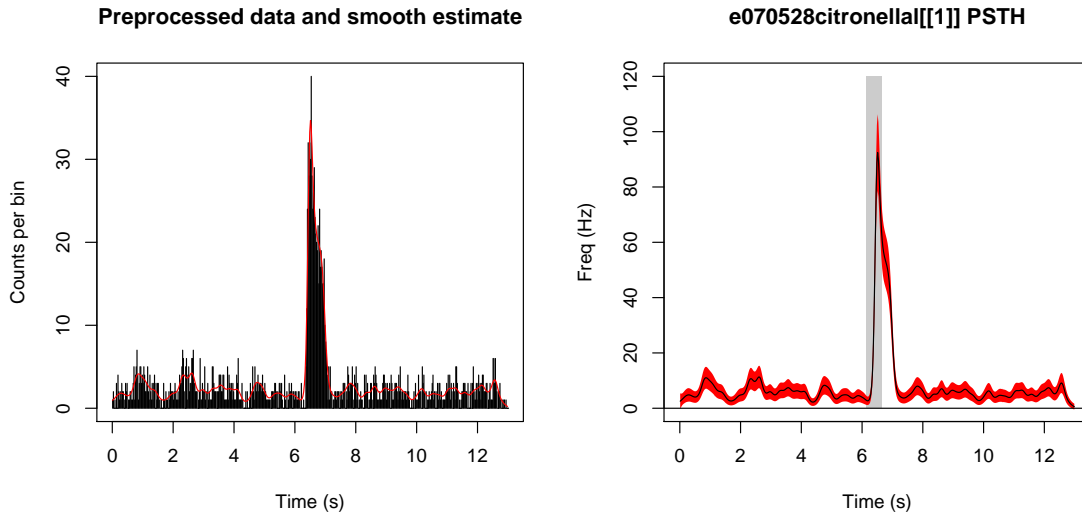 Preprocessed data and smooth estimate
Counts per bin
40
30
20
10
0
0 2 4 6 8 10 12
Time (s)
e070528citronellal[[1]] PSTH
Freq (Hz)
120
100
80
60
40
20
0
0 2 4 6 8 10 12
Time (s)